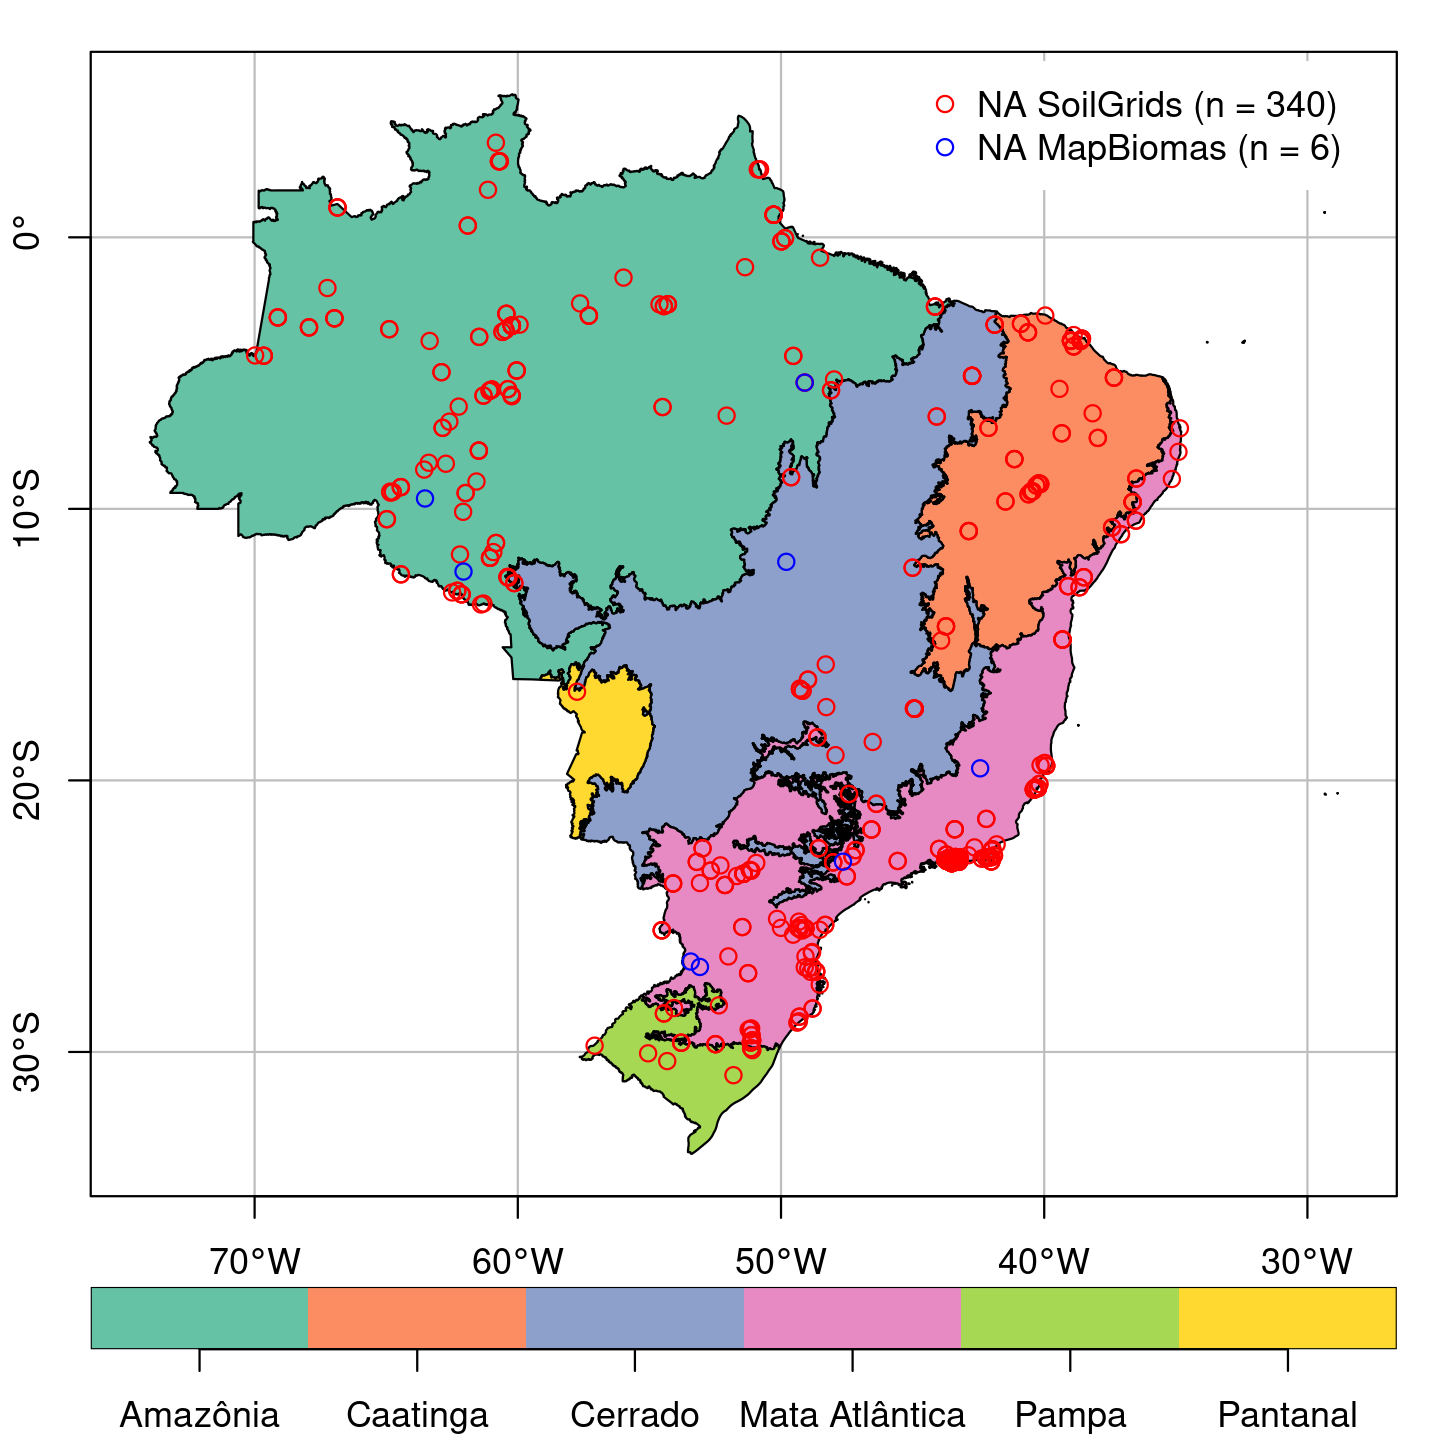 NA SoilGrids (n = 340)
NA MapBiomas (n = 6)
0°
10°S
20°S
30°S
70°W 60°W 50°W 40°W 30°W
Amazônia Caatinga Cerrado Mata Atlântica Pampa Pantanal